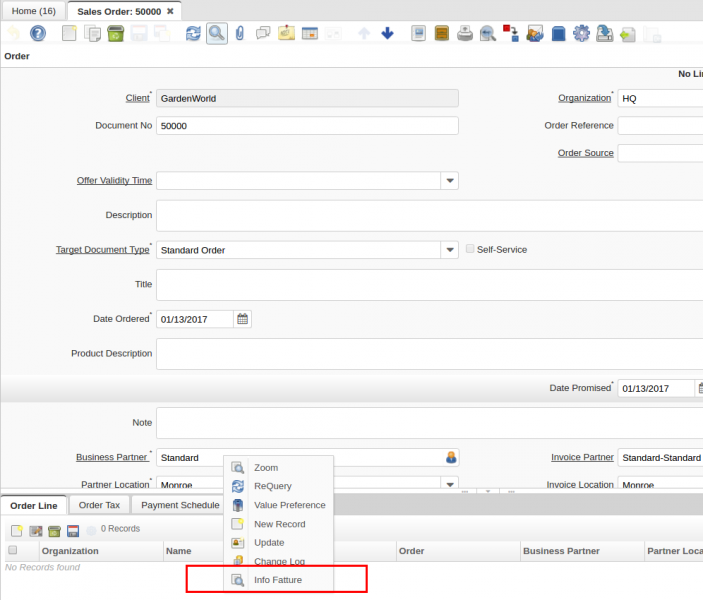 Home (16)
Sales Order: 50000
Order
No Li
Client*
GardenWorld
Organization*
HQ
Document No
50000
Order Reference
Order Source
Offer Validity Time
Description
Target Document Type*
Standard Order
Self-Service
Title
Date Ordered*
01/13/2017
Product Description
Date Promised*
01/13/2017
Note
Business Partner*
Standard
Invoice Partner
Standard-Standard
Partner Location*
Monroe
Invoice Location
Monroe
Zoom
ReQuery
Value Preference
New Record
Update
Change Log
Info Fatture
Order Line
Order Tax
Payment Schedule
0 Records
Organization
Name
Order
Business Partner
Partner Loca
No Records found